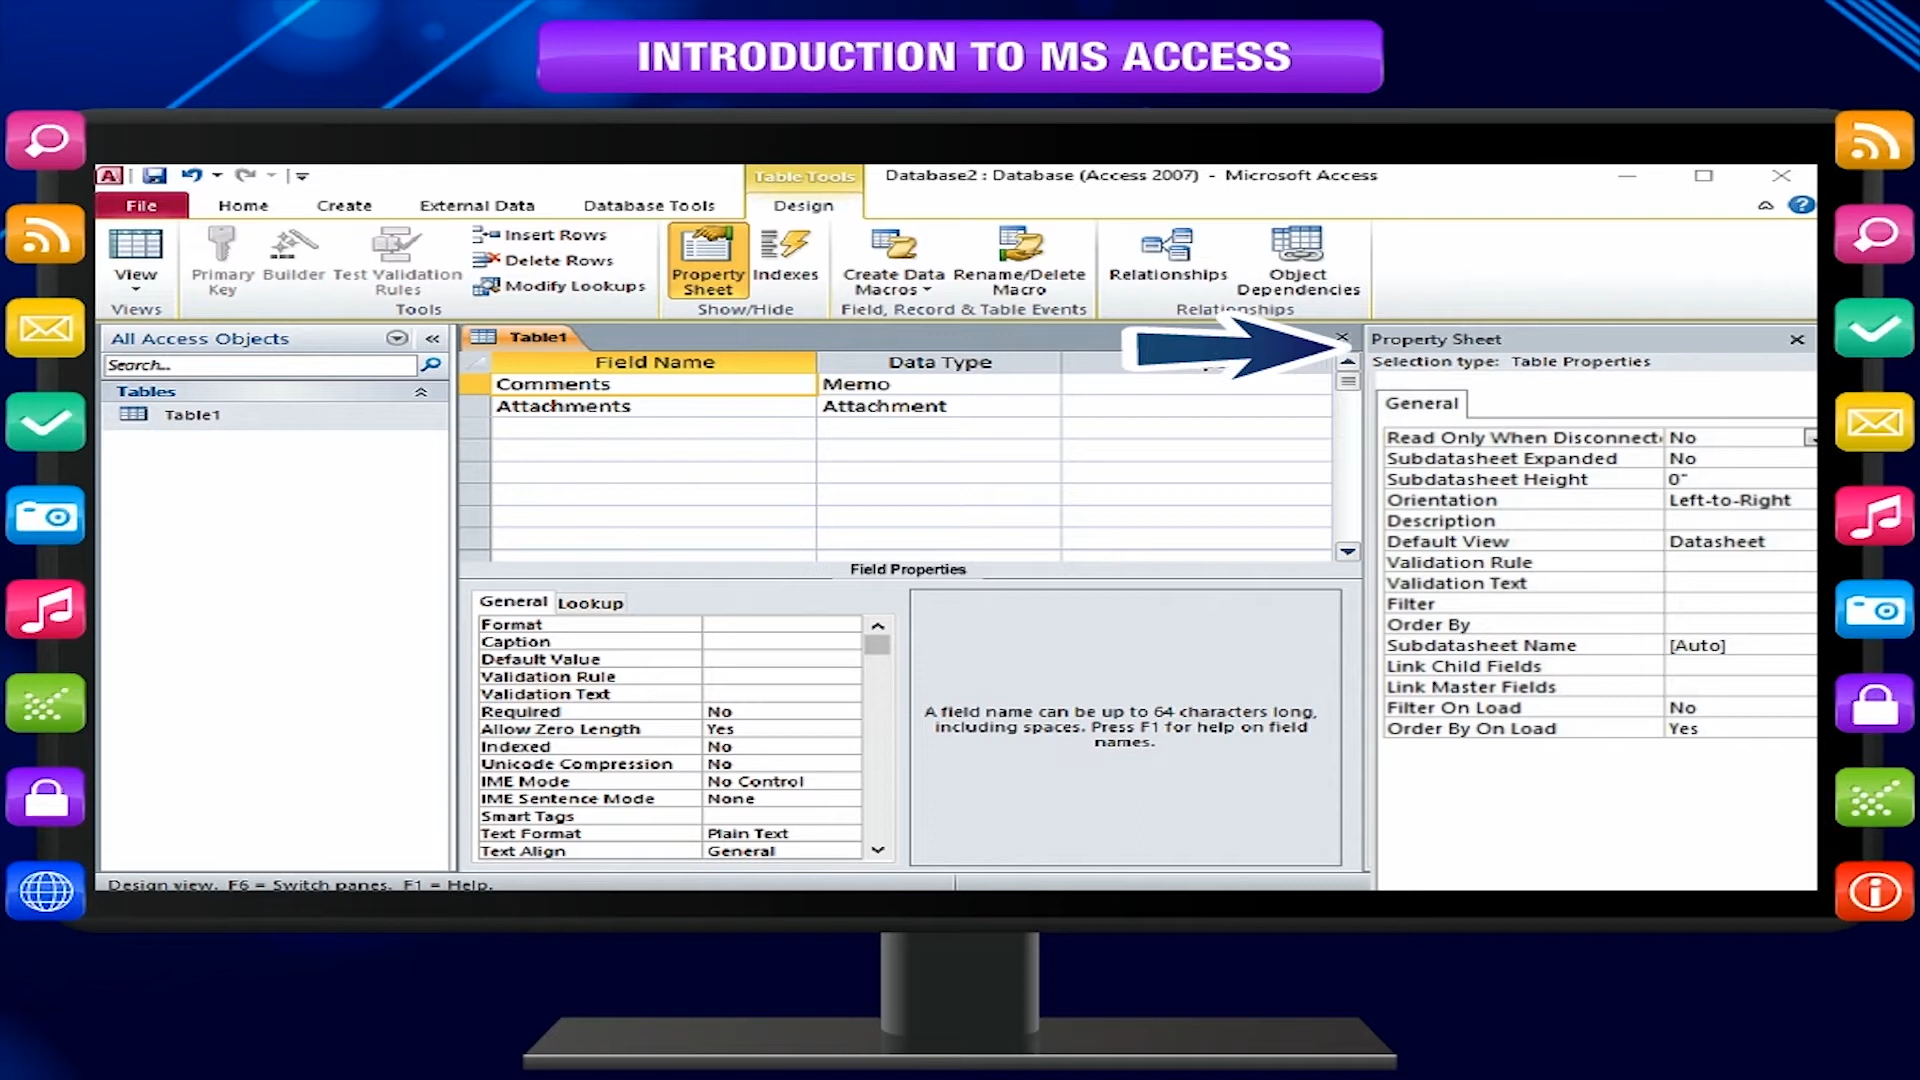 INTRODUCTION TO MS ACCESS
Table Tools
Database2 : Database (Access 2007) - Microsoft Access
File Home Create External Data Database Tools Design
View
Views
Primary Key
Builder
Test Validation Rules
Insert Rows
Delete Rows
Modify Lookups
Tools
Property Sheet
Indexes
Show/Hide
Create Data Macros
Rename/Delete Macro
Field, Record & Table Events
Relationships
Object Dependencies
Relationships
All Access Objects
Search...
Tables
Table1
Table1
Field Name Data Type
Comments Memo
Attachments Attachment
Field Properties
General Lookup
Format
Caption
Default Value
Validation Rule
Validation Text
Required No
Allow Zero Length Yes
Indexed No
Unicode Compression No
IME Mode No Control
IME Sentence Mode None
Smart Tags
Text Format Plain Text
Text Align General
A field name can be up to 64 characters long,
including spaces. Press F1 for help on field
names.
Property Sheet
Selection type: Table Properties
General
Read Only When Disconnect No
Subdatasheet Expanded No
Subdatasheet Height 0"
Orientation Left-to-Right
Description
Default View Datasheet
Validation Rule
Validation Text
Filter
Order By
Subdatasheet Name [Auto]
Link Child Fields
Link Master Fields
Filter On Load No
Order By On Load Yes
Design view. F6 = Switch panes. F1 = Help.